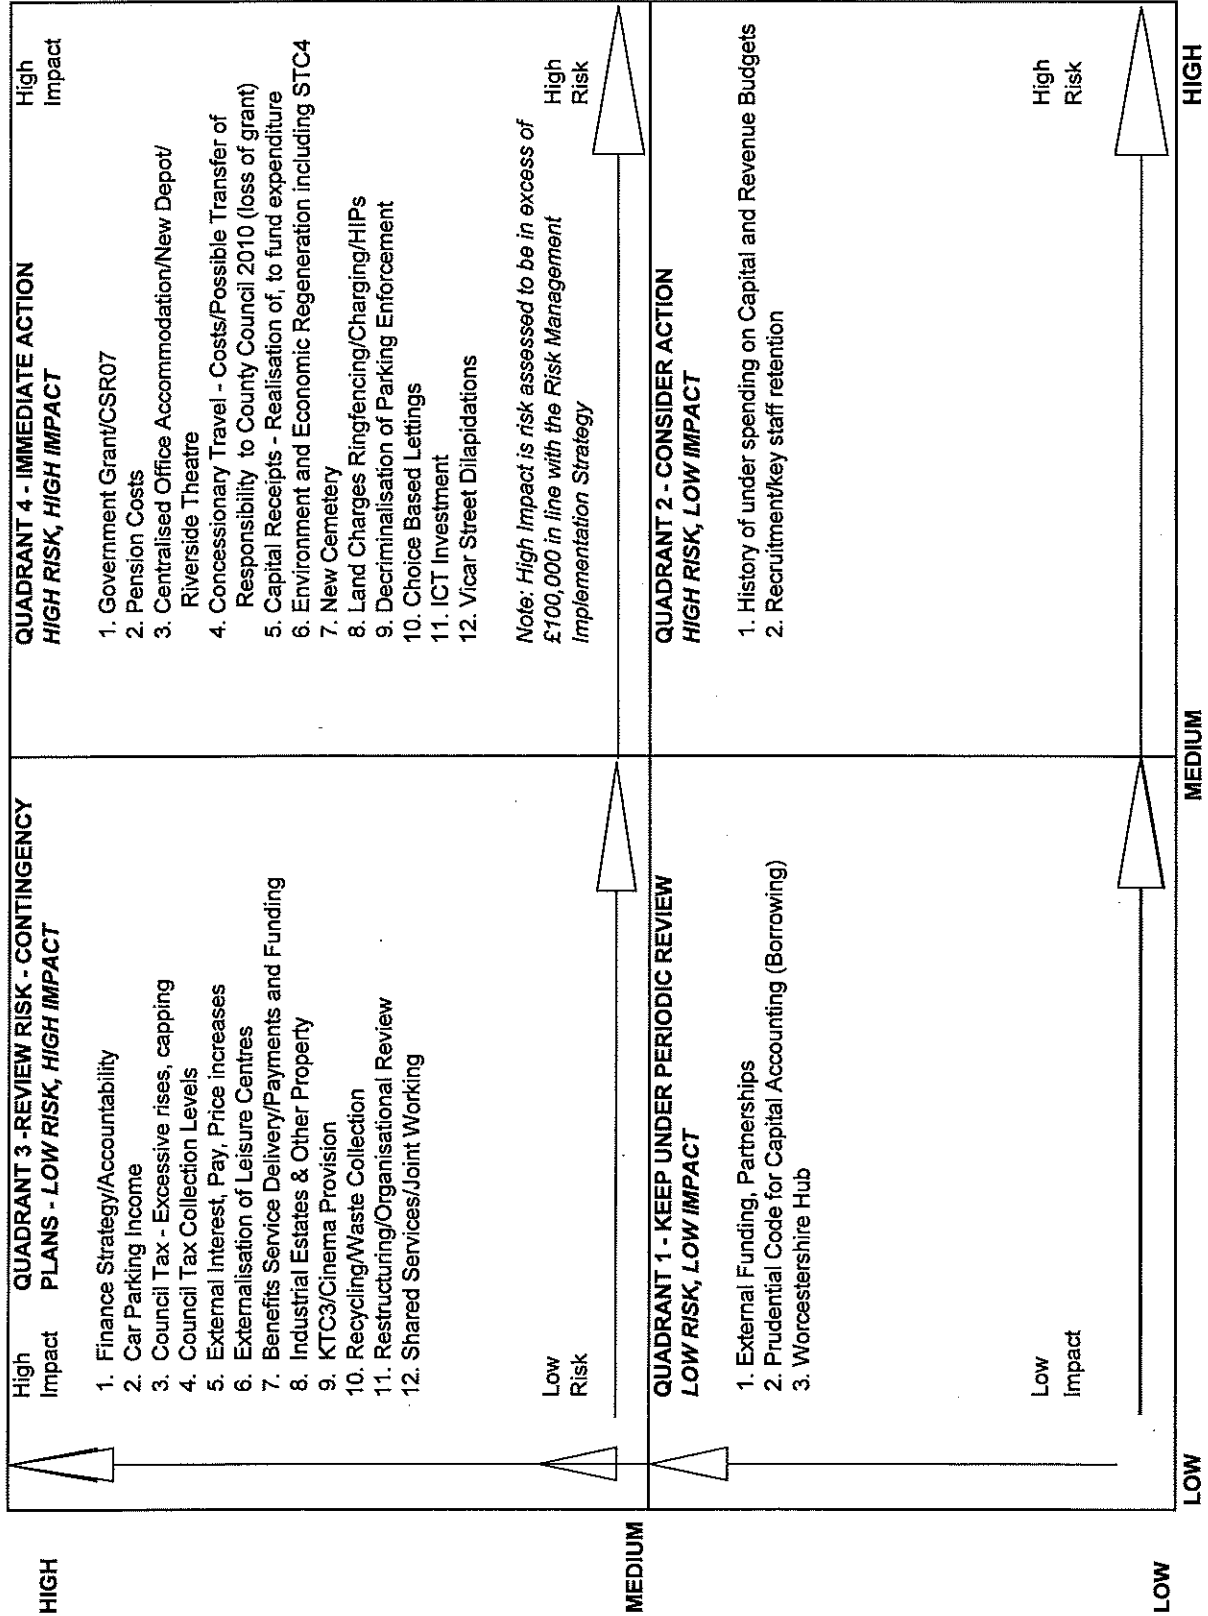 HIGH
High
Impact
QUADRANT 3 -REVIEW RISK - CONTINGENCY
PLANS - LOW RISK, HIGH IMPACT
1. Finance Strategy/Accountability
2. Car Parking Income
3. Council Tax - Excessive rises, capping
4. Council Tax Collection Levels
5. External Interest, Pay, Price increases
6. Externalisation of Leisure Centres
7. Benefits Service Delivery/Payments and Funding
8. Industrial Estates & Other Property
9. KTC3/Cinema Provision
10. Recycling/Waste Collection
11. Restructuring/Organisational Review
12. Shared Services/Joint Working
Low
Risk
QUADRANT 4 - IMMEDIATE ACTION
HIGH RISK, HIGH IMPACT
High
Impact
1. Government Grant/CSR07
2. Pension Costs
3. Centralised Office Accommodation/New Depot/
Riverside Theatre
4. Concessionary Travel - Costs/Possible Transfer of
Responsibility to County Council 2010 (loss of grant)
5. Capital Receipts - Realisation of, to fund expenditure
6. Environment and Economic Regeneration including STC4
7. New Cemetery
8. Land Charges Ringfencing/Charging/HIPs
9. Decriminalisation of Parking Enforcement
10. Choice Based Lettings
11. ICT Investment
12. Vicar Street Dilapidations
Note: High Impact is risk assessed to be in excess of
£100,000 in line with the Risk Management
Implementation Strategy
High
Risk
MEDIUM
QUADRANT 1 - KEEP UNDER PERIODIC REVIEW
LOW RISK, LOW IMPACT
1. External Funding, Partnerships
2. Prudential Code for Capital Accounting (Borrowing)
3. Worcestershire Hub
Low
Impact
QUADRANT 2 - CONSIDER ACTION
HIGH RISK, LOW IMPACT
1. History of under spending on Capital and Revenue Budgets
2. Recruitment/key staff retention
High
Risk
LOW
LOW
MEDIUM
HIGH